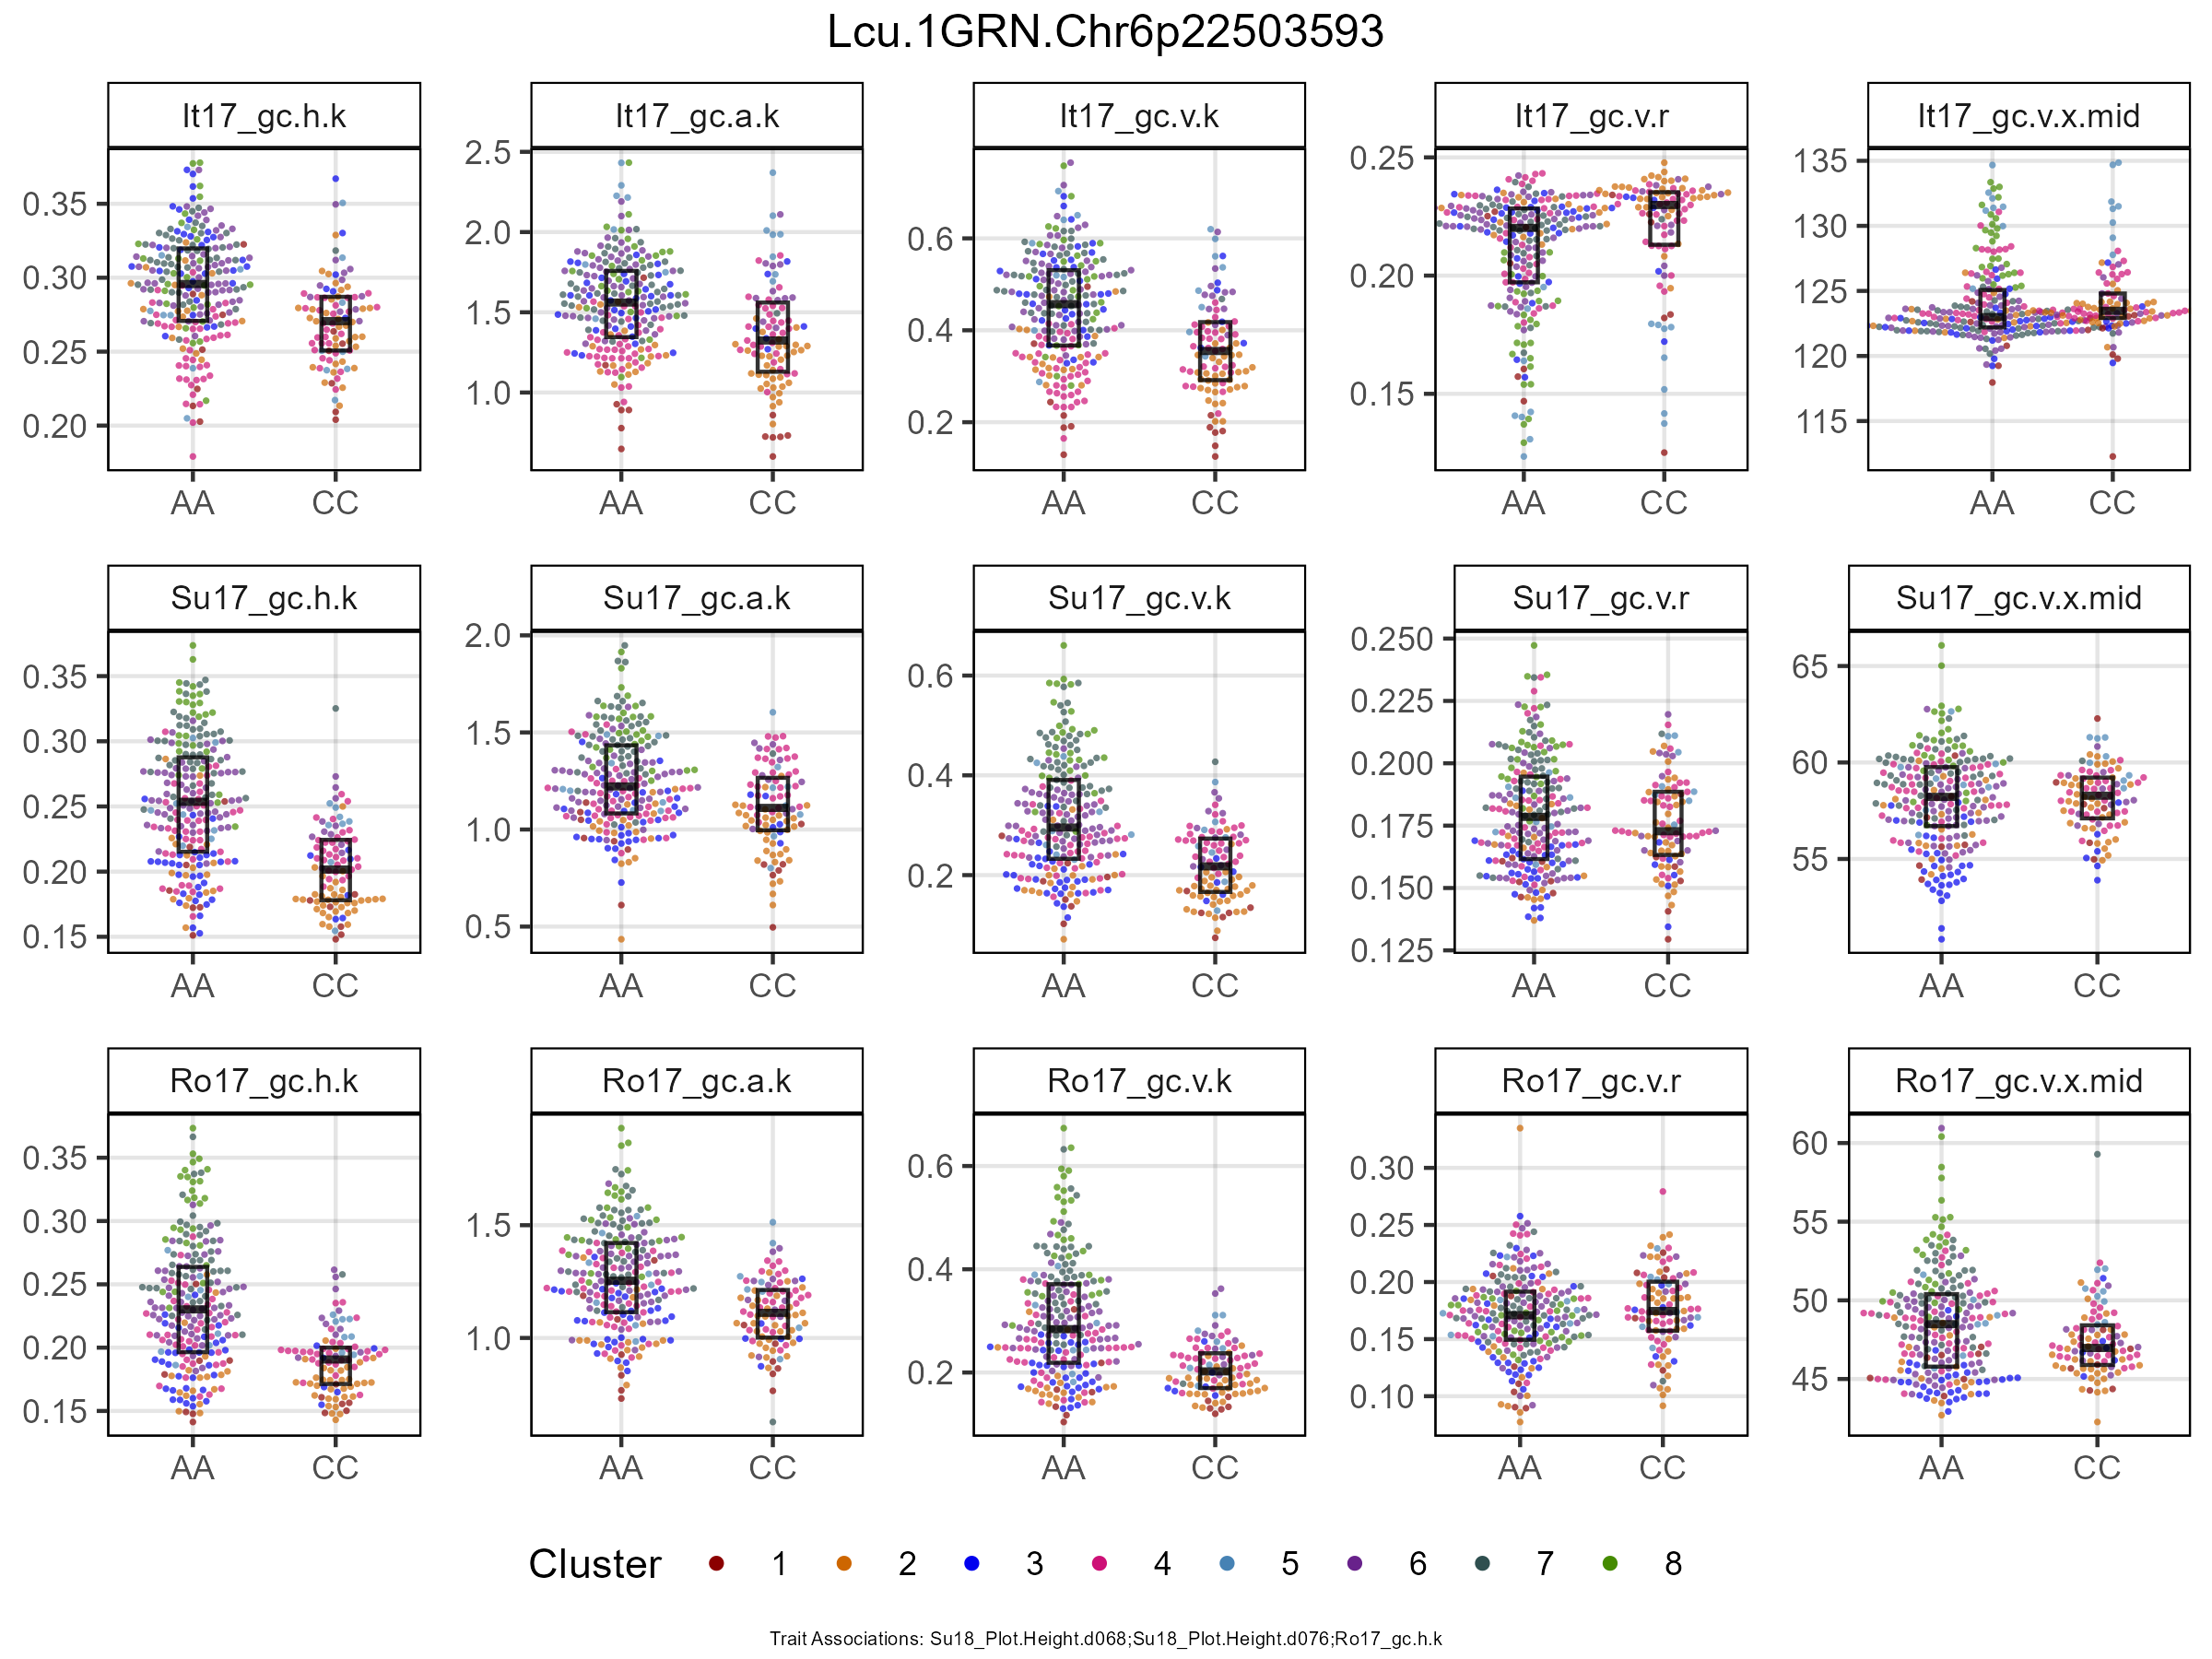 Lcu.1GRN.Chr6p22503593
It17_gc.h.k It17_gc.a.k It17_gc.v.k It17_gc.v.r It17_gc.v.x.mid
0.35 0.30 0.25 0.20
2.5 2.0 1.5 1.0
0.6 0.4 0.2
0.25 0.20 0.15
135 130 125 120 115
AA CC AA CC AA CC AA CC AA CC
Su17_gc.h.k Su17_gc.a.k Su17_gc.v.k Su17_gc.v.r Su17_gc.v.x.mid
0.35 0.30 0.25 0.20 0.15
2.0 1.5 1.0 0.5
0.6 0.4 0.2
0.250 0.225 0.200 0.175 0.150 0.125
65 60 55
AA CC AA CC AA CC AA CC AA CC
Ro17_gc.h.k Ro17_gc.a.k Ro17_gc.v.k Ro17_gc.v.r Ro17_gc.v.x.mid
0.35 0.30 0.25 0.20 0.15
1.5 1.0
0.6 0.4 0.2
0.30 0.25 0.20 0.15 0.10
60 55 50 45
AA CC AA CC AA CC AA CC AA CC
Cluster 1 2 3 4 5 6 7 8
Trait Associations: Su18_Plot.Height.d068;Su18_Plot.Height.d076;Ro17_gc.h.k